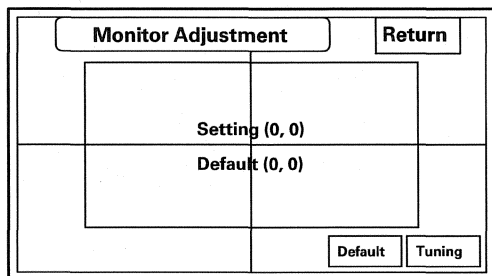 Monitor Adjustment
Return
Setting (0, 0)
Default (0, 0)
Default
Tuning